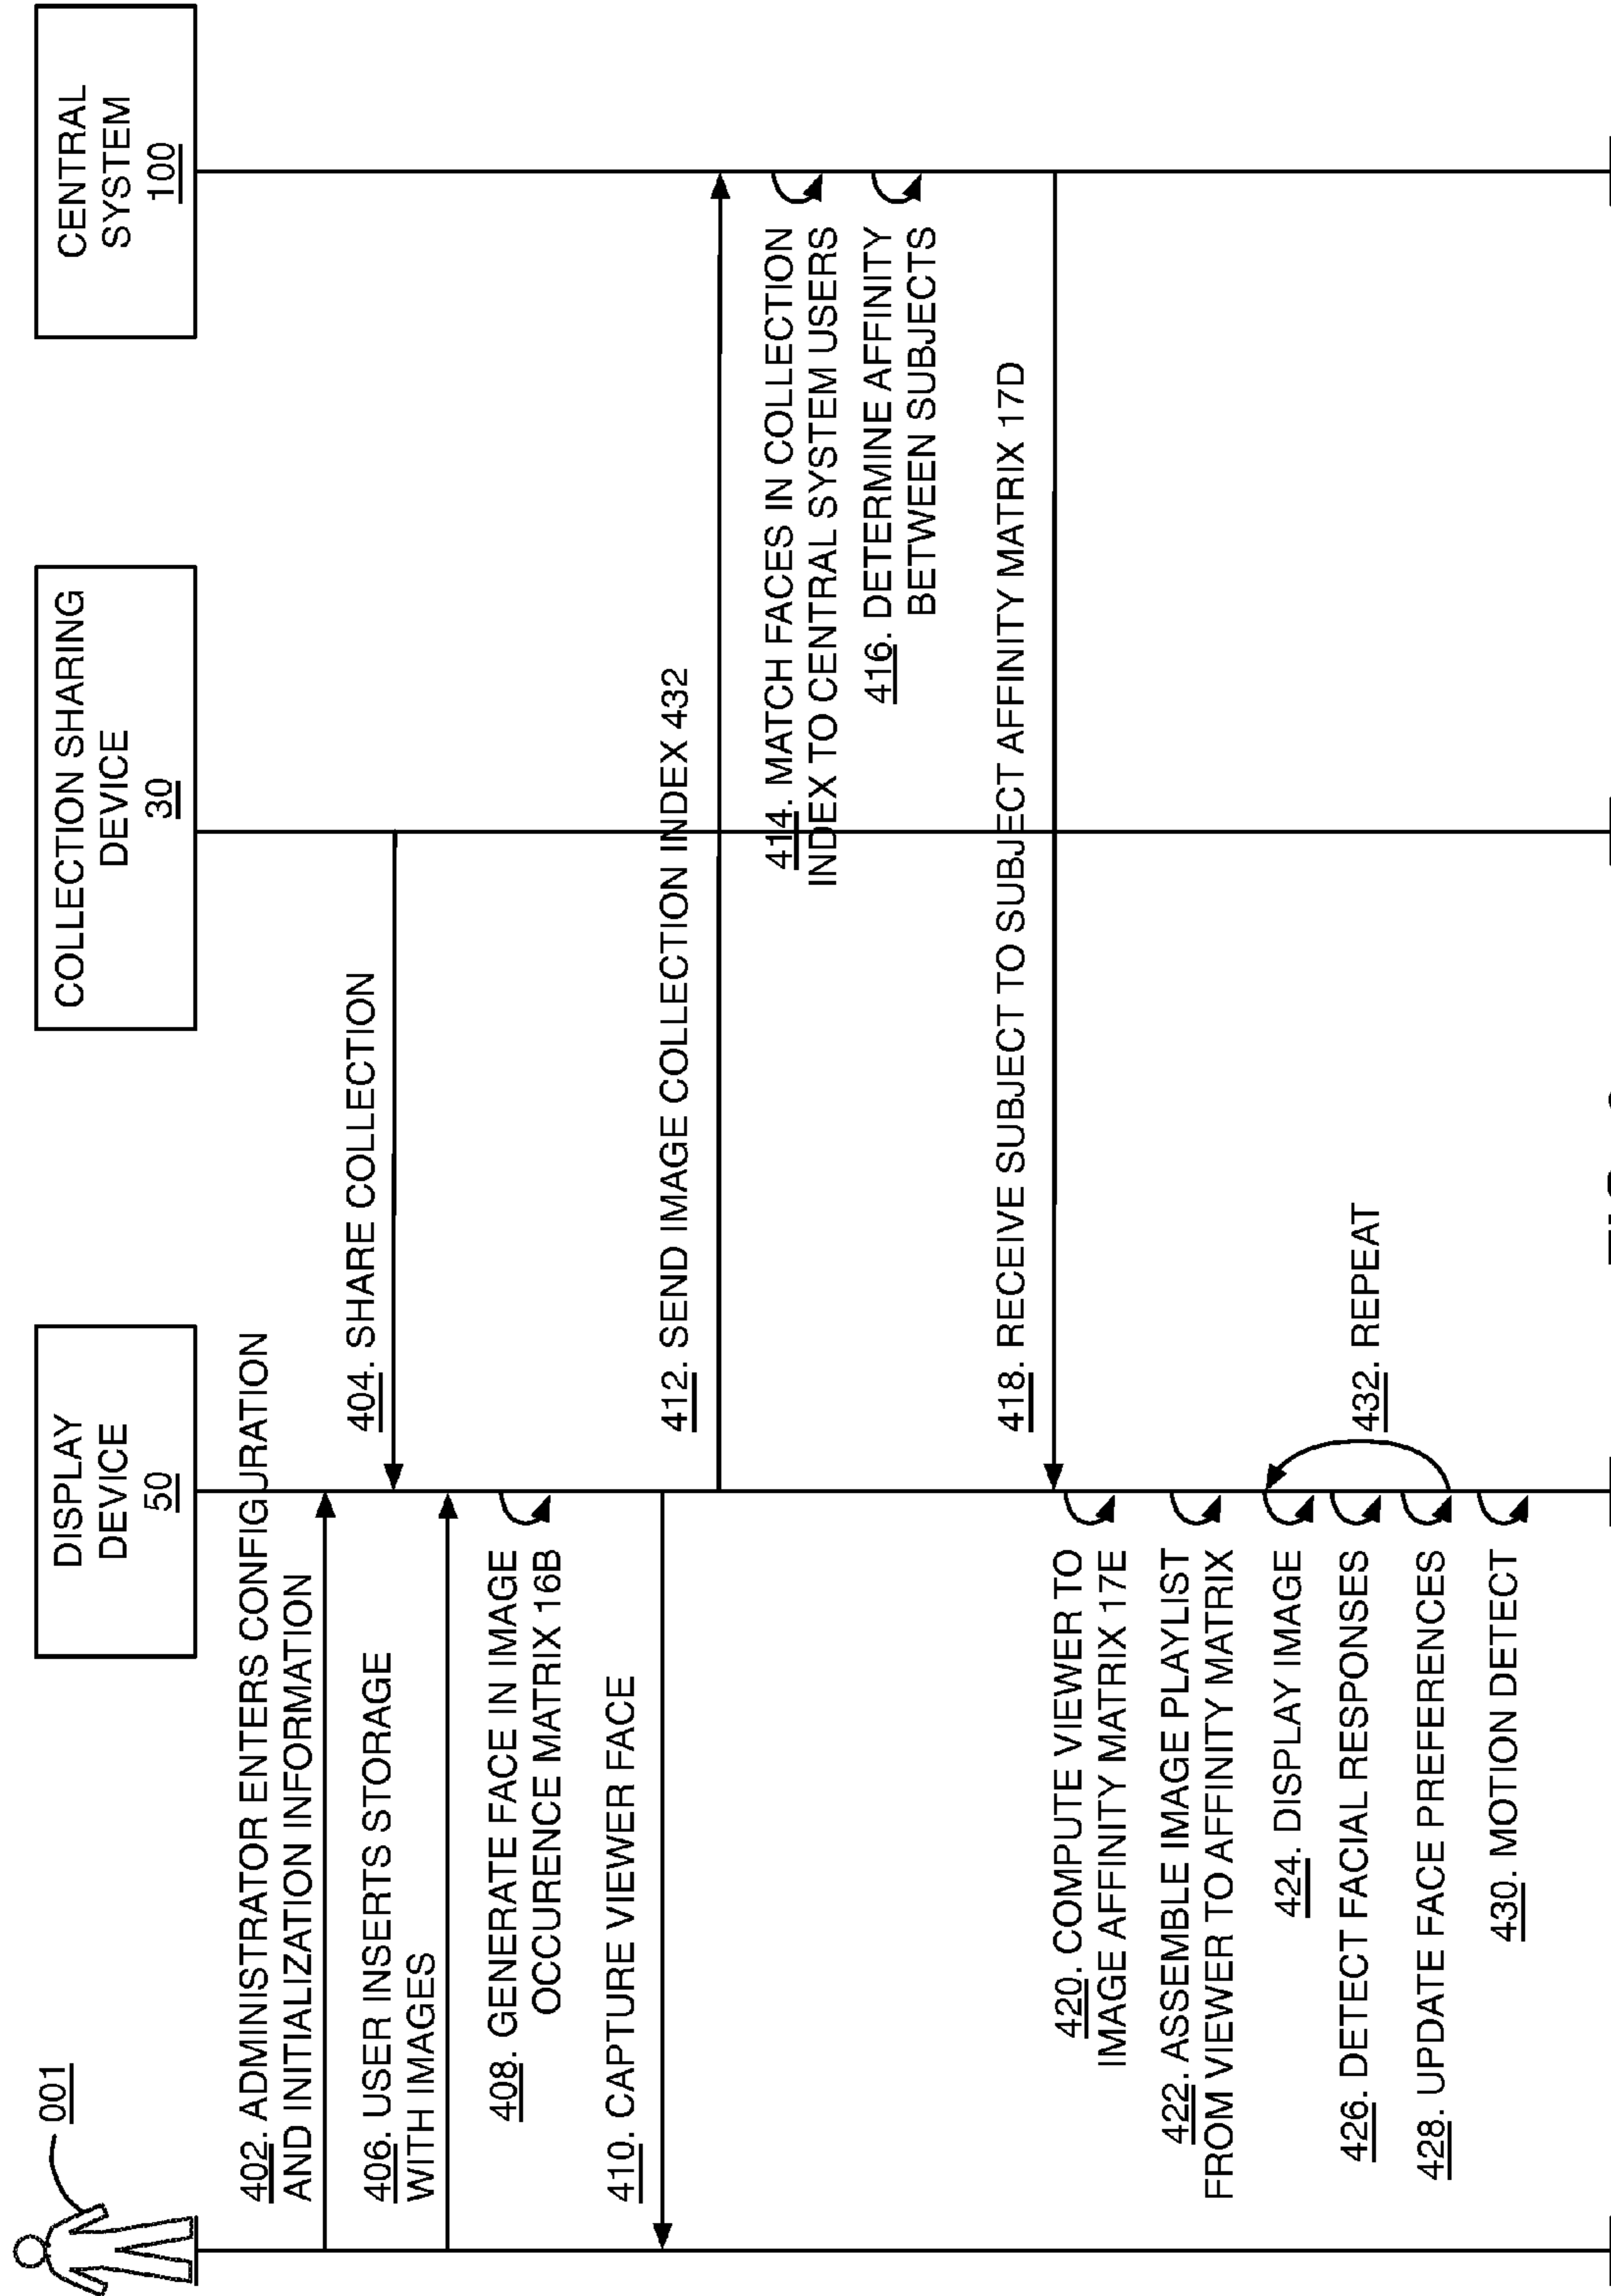 001
DISPLAY
DEVICE
50
COLLECTION SHARING
DEVICE
30
CENTRAL
SYSTEM
100
402. ADMINISTRATOR ENTERS CONFIGURATION
AND INITIALIZATION INFORMATION
404. SHARE COLLECTION
406. USER INSERTS STORAGE
WITH IMAGES
408. GENERATE FACE IN IMAGE
OCCURENCE MATRIX 16B
410. CAPTURE VIEWER FACE
412. SEND IMAGE COLLECTION INDEX 432
414. MATCH FACES IN COLLECTION
INDEX TO CENTRAL SYSTEM USERS
416. DETERMINE AFFINITY
BETWEEN SUBJECTS
418. RECEIVE SUBJECT TO SUBJECT AFFINITY MATRIX 17D
420. COMPUTE VIEWER TO
IMAGE AFFINITY MATRIX 17E
422. ASSEMBLE IMAGE PLAYLIST
FROM VIEWER TO AFFINITY MATRIX
424. DISPLAY IMAGE
426. DETECT FACIAL RESPONSES
428. UPDATE FACE PREFERENCES
430. MOTION DETECT
432. REPEAT